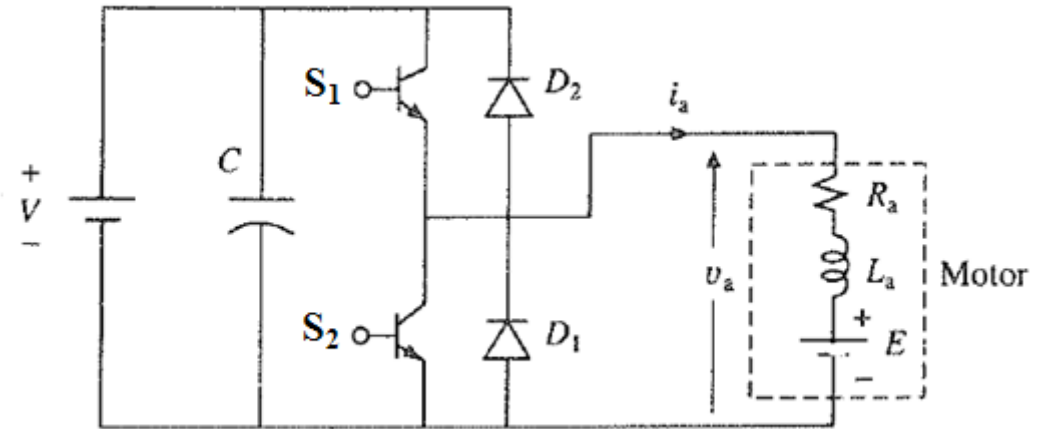 S1
D2
ia
C
+
V
−
Ra
va
La
Motor
S2
D1
+
E
−